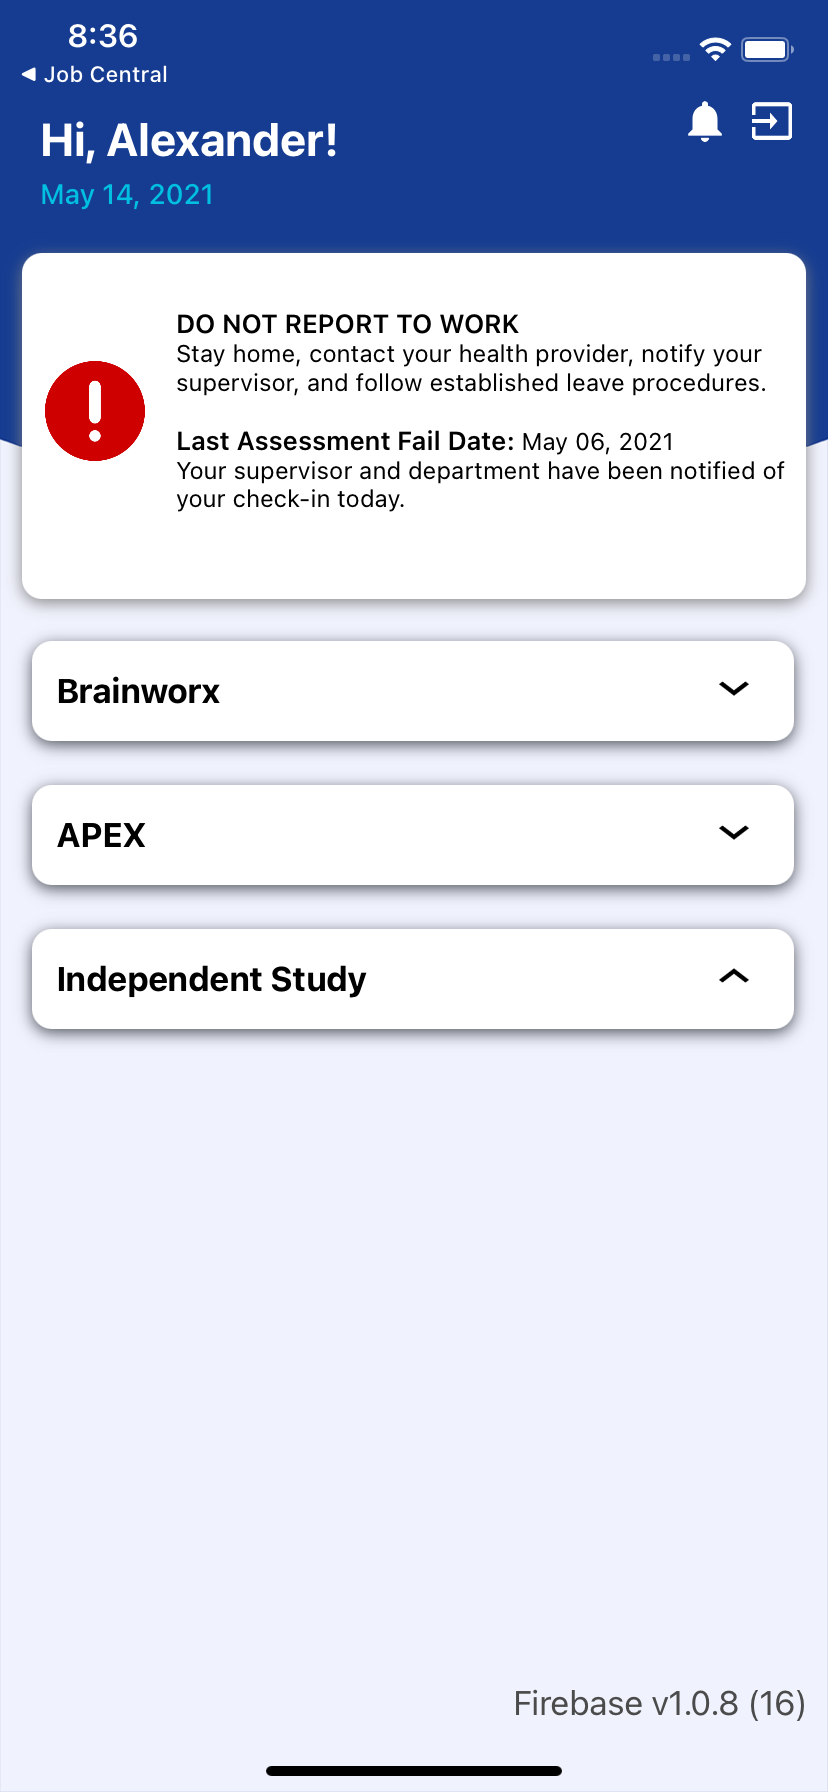 8:36
Job Central
Hi, Alexander!
May 14, 2021
DO NOT REPORT TO WORK
Stay home, contact your health provider, notify your
supervisor, and follow established leave procedures.
Last Assessment Fail Date: May 06, 2021
Your supervisor and department have been notified of
your check-in today.
Brainworx
APEX
Independent Study
Firebase v1.0.8 (16)